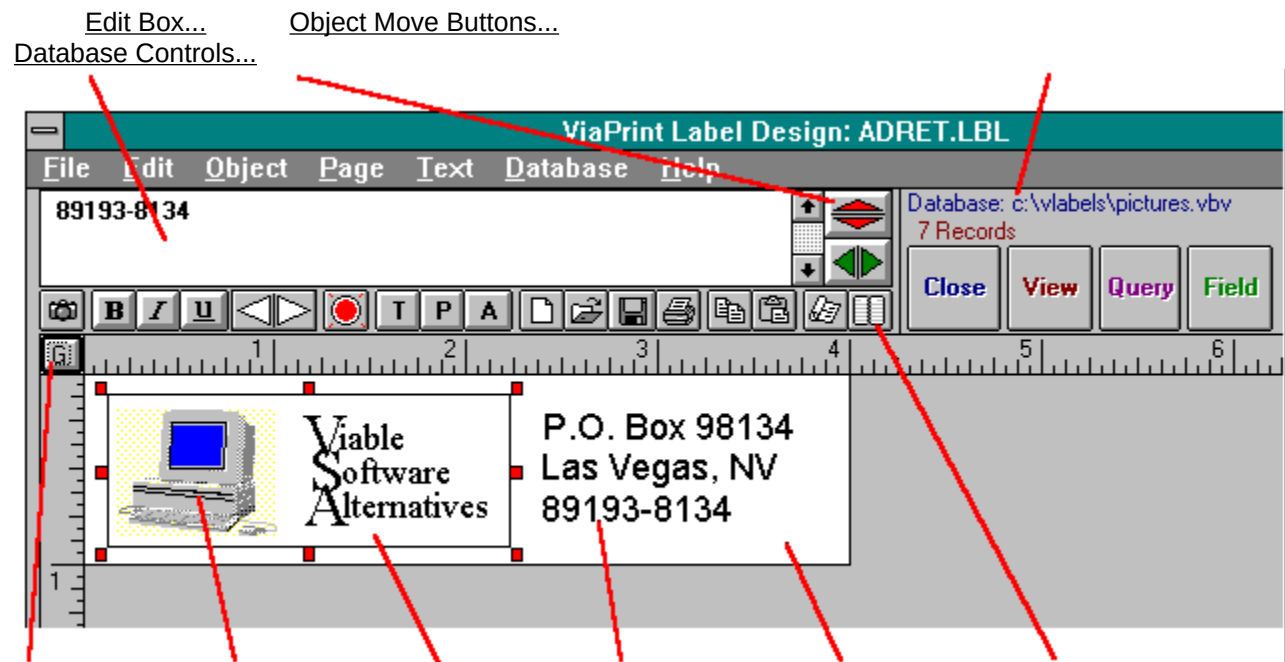 Edit Box... Object Move Buttons...
Database Controls...
ViaPrint Label Design: ADRET.LBL
File Edit Object Page Text Database Help
89193-8134
Database: c:\vlabels\pictures.vbv
7 Records
Close View Query Field
B I U T P A
G 1 2 3 4 5 6
Viable
Software
Alternatives
P.O. Box 98134
Las Vegas, NV
89193-8134
1